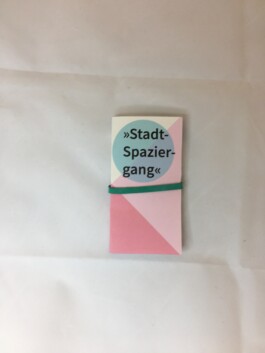 »Stadt-
Spazier-
gang«